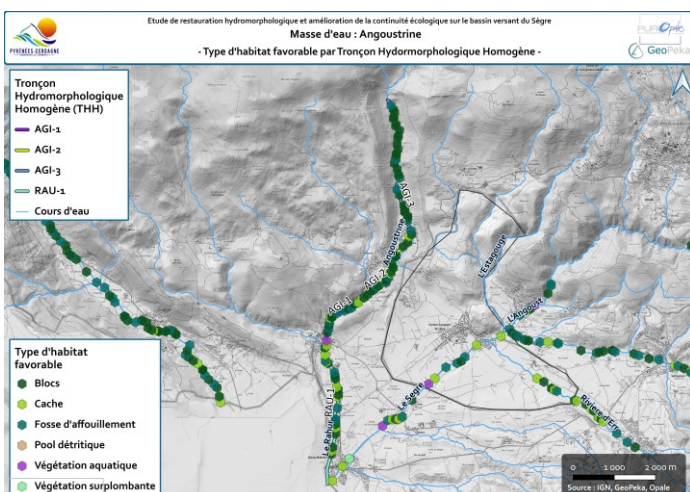 Etude de restauration hydromorphologique et amélioration de la continuité écologique sur le bassin versant du Sègre
Masse d'eau : Angoustrine
- Type d'habitat favorable par Tronçon Hydormorphologique Homogène -
PYRÉNÉES-CERDAGNE
Opale
GeoPeka
Tronçon
Hydromorphologique
Homogène (THH)
AGI-1
AGI-2
AGI-3
RAU-1
Cours d'eau
AGI-3
Angoustrine
AGI-2
AGI-1
L'Estagouge
L'Angoust
Le Rahur
RAU-1
Le Sègre
Rivière d'Err
Type d'habitat
favorable
Blocs
Cache
Fosse d'affouillement
Pool détritique
Végétation aquatique
Végétation surplombante
0 1 000 2 000 m
Source : IGN, GeoPeka, Opale